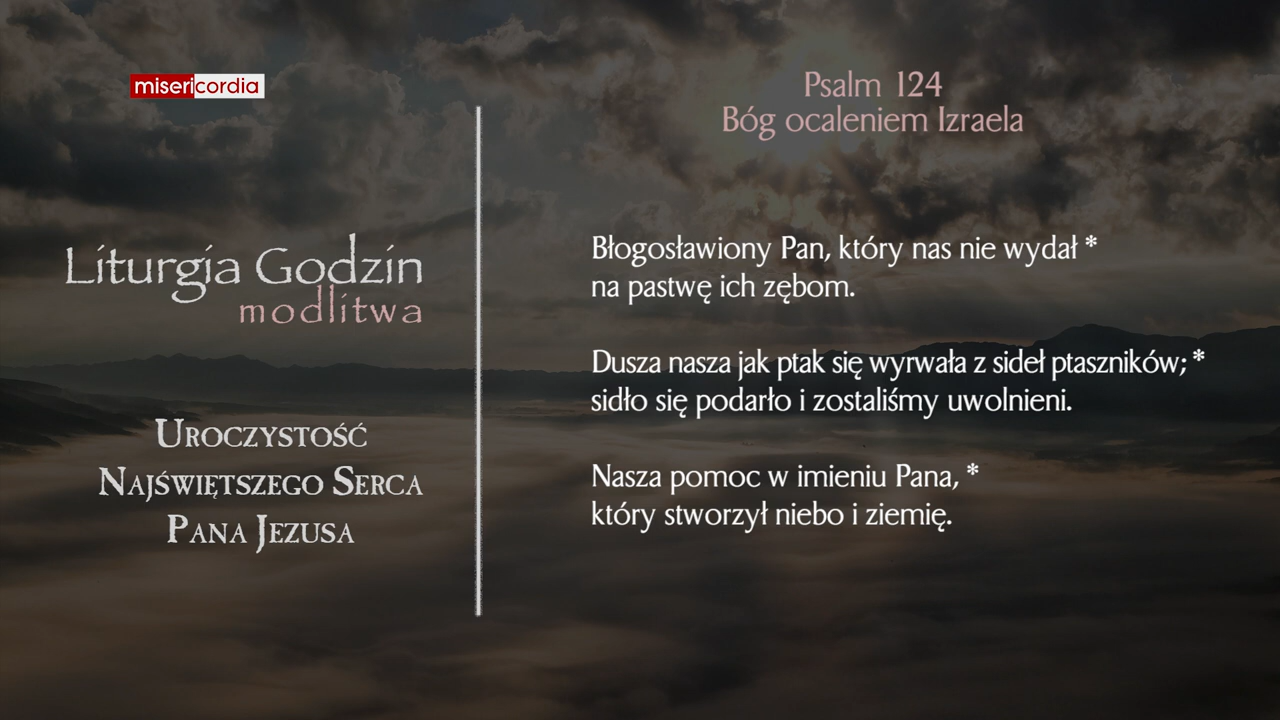 misericordia
Liturgia Godzin
modlitwa
Uroczystość
Najświętszego Serca
Pana Jezusa
Psalm 124
Bóg ocaleniem Izraela
Błogosławiony Pan, który nas nie wydał *
na pastwę ich zębom.
Dusza nasza jak ptak się wyrwała z sideł ptaszników; *
sidło się podarło i zostaliśmy uwolnieni.
Nasza pomoc w imieniu Pana, *
który stworzył niebo i ziemię.